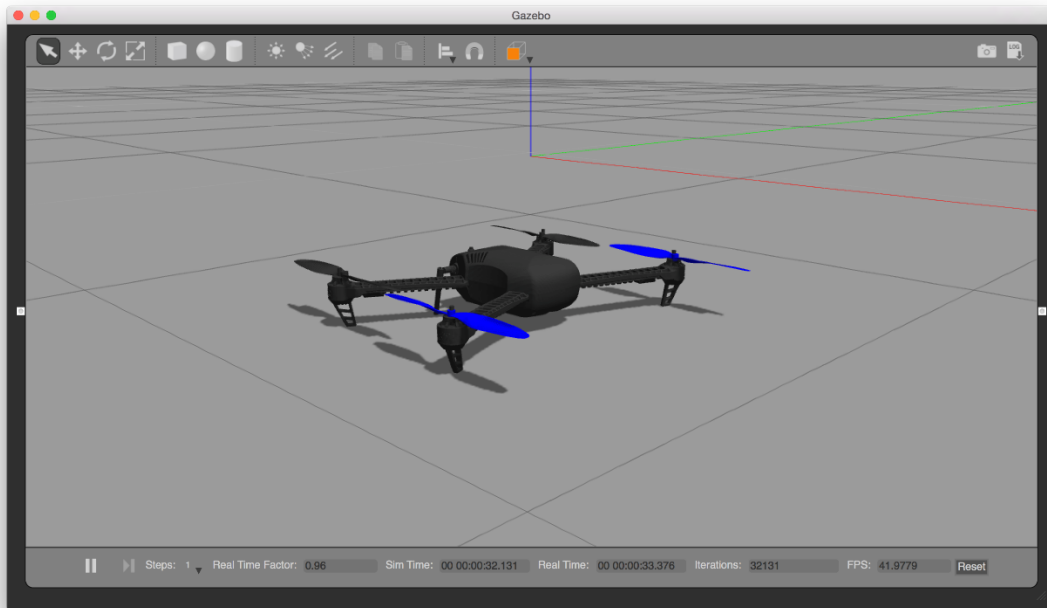 Gazebo
LOG
Steps: 1 Real Time Factor: 0.96 Sim Time: 00 00:00:32.131 Real Time: 00 00:00:33.376 Iterations: 32131 FPS: 41.9779 Reset